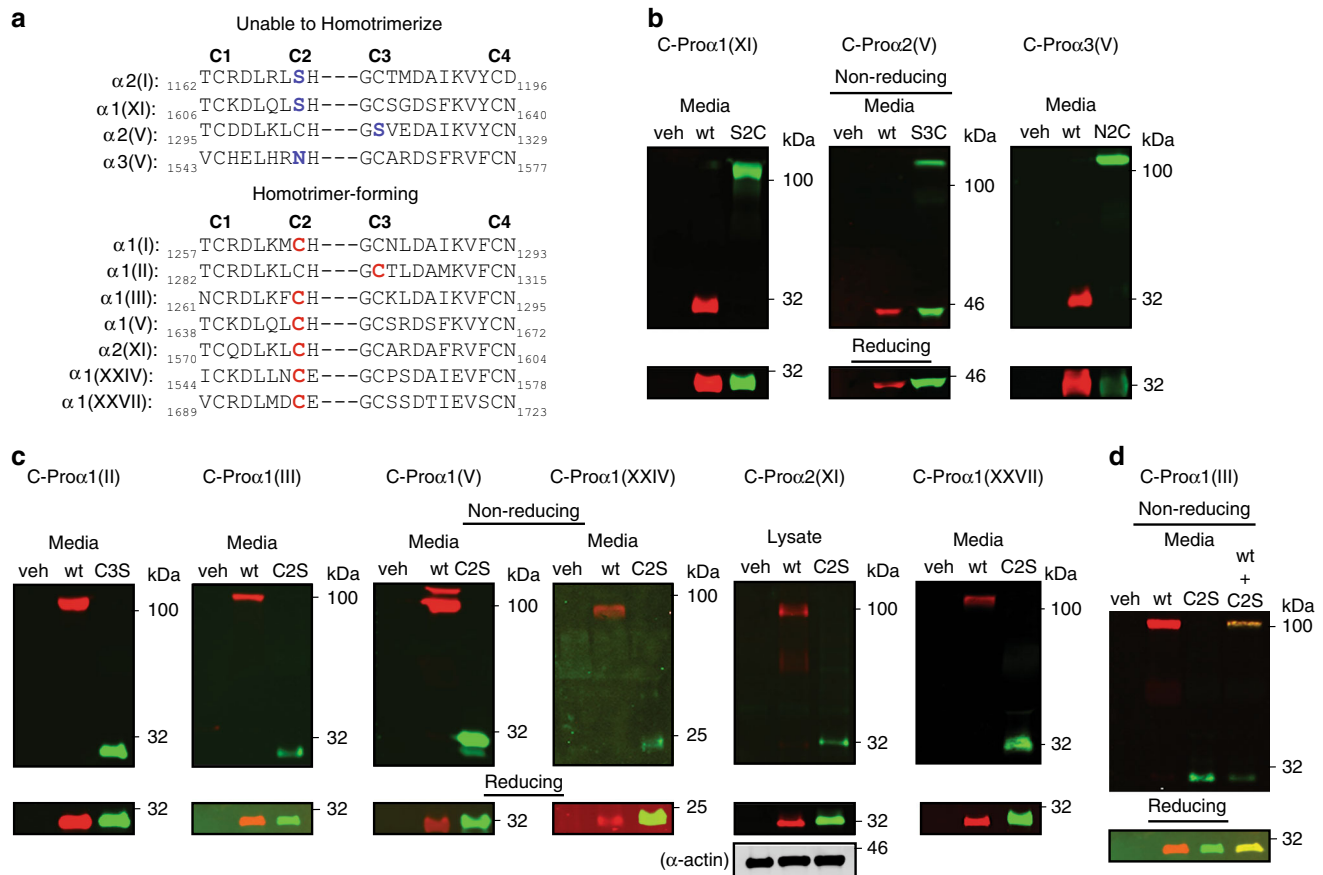 a
Unable to Homotrimerize
C1 C2 C3 C4
α2(I): 1162 TCRDLRLSH---GCTMDAIKVYCD 1196
α1(XI): 1606 TCKDLQLSH---GCSGDSFKVYCN 1640
α2(V): 1295 TCDDLKLCH---GSVEDAIKVYCN 1329
α3(V): 1543 VCHELHRNH---GCARDSFRVFCN 1577
Homotrimer-forming
C1 C2 C3 C4
α1(I): 1257 TCRDLKMCH---GCNLDAIKVFCN 1293
α1(II): 1282 TCRDLKLCH---GCTLDAMKVFCN 1315
α1(III): 1261 NCRDLKFCH---GCKLDAIKVFCN 1295
α1(V): 1638 TCKDLQLCH---GCSRDSFKVYCN 1672
α2(XI): 1570 TCQDLKLCH---GCARDAFRVFCN 1604
α1(XXIV): 1544 ICKDLLNCE---GCPSDAIEVFCN 1578
α1(XXVII): 1689 VCRDLMDCE---GCSSDTIEVSCN 1723
b
C-Proα1(XI) C-Proα2(V) C-Proα3(V)
Non-reducing
Media Media Media
veh wt S2C kDa veh wt S3C kDa veh wt N2C kDa
100 100 100
32 46 32
Reducing
32 46 32
c
C-Proα1(II) C-Proα1(III) C-Proα1(V) C-Proα1(XXIV) C-Proα2(XI) C-Proα1(XXVII)
Non-reducing
Media Media Media Media Lysate Media
veh wt C3S kDa veh wt C2S kDa veh wt C2S kDa veh wt C2S kDa veh wt C2S kDa veh wt C2S kDa
100 100 100 100 100 100
32 32 32 25 32 32
Reducing
32 32 32 25 32 32
(α-actin) 46
d
C-Proα1(III)
Non-reducing
Media
wt
+
veh wt C2S C2S kDa
100
32
Reducing
32